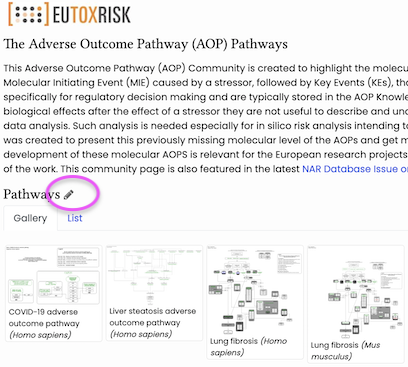 EUTOXRISK
The Adverse Outcome Pathway (AOP) Pathways
This Adverse Outcome Pathway (AOP) Community is created to highlight the molecu
Molecular Initiating Event (MIE) caused by a stressor, followed by Key Events (KEs), tha
specifically for regulatory decision making and are typically stored in the AOP Knowle
biological effects after the effect of a stressor they are not useful to describe and und
data analysis. Such analysis is needed especially for in silico risk analysis intending to
was created to present this previously missing molecular level of the AOPs and get m
development of these molecular AOPS is relevant for the European research projects
of the work. This community page is also featured in the latest NAR Database Issue o
Pathways
Gallery List
COVID-19 adverse
outcome pathway
(Homo sapiens)
Liver steatosis adverse
outcome pathway
(Homo sapiens)
Lung fibrosis (Homo
sapiens)
Lung fibrosis (Mus
musculus)